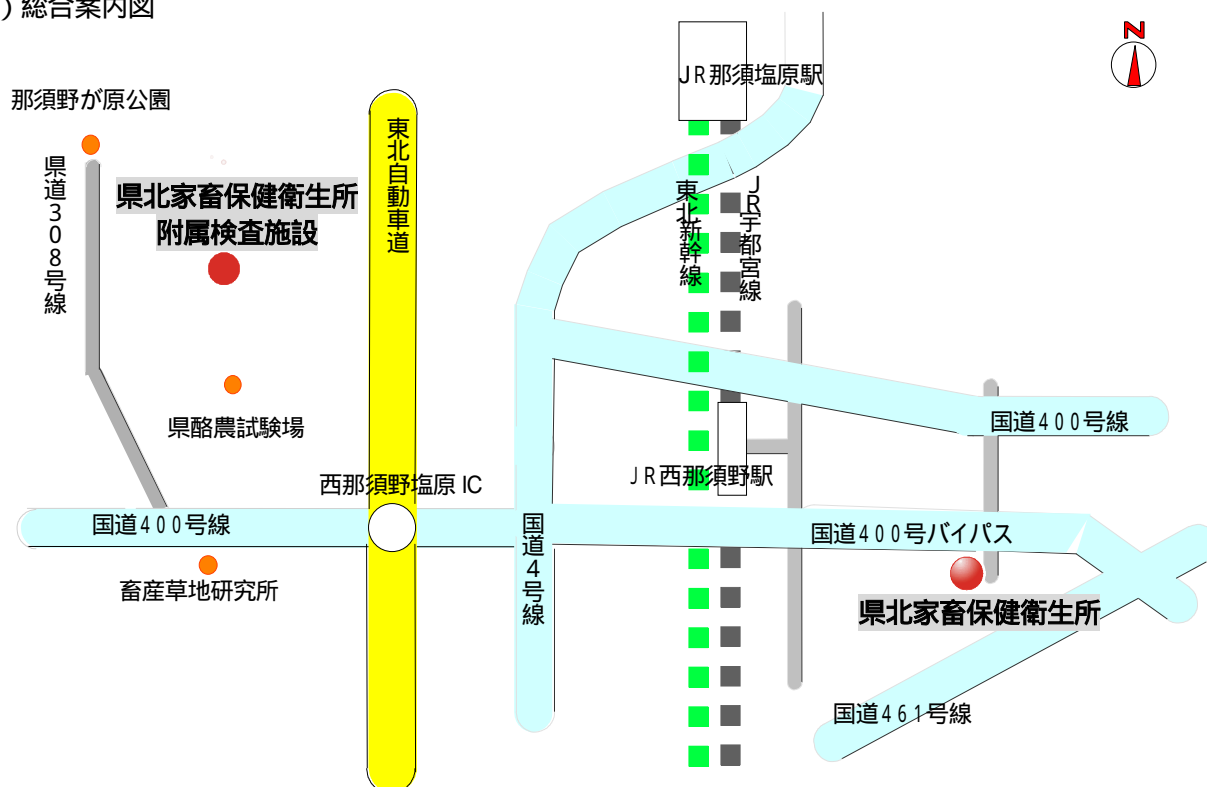 ）総合案内図
N
JR那須塩原駅
那須野が原公園
東北自動車道
県道308号線
県北家畜保健衛生所
附属検査施設
東北新幹線
JR宇都宮線
県酪農試験場
国道400号線
西那須野塩原 IC
JR西那須野駅
国道400号線
国道4号線
国道400号バイパス
畜産草地研究所
県北家畜保健衛生所
国道461号線